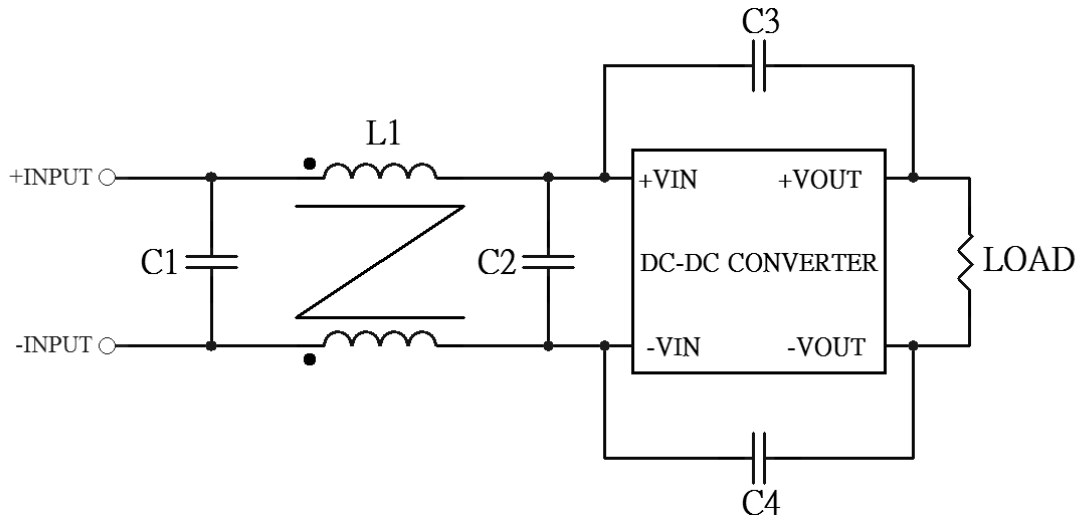 C3
L1
+INPUT
+VIN
+VOUT
C1
C2
DC-DC CONVERTER
LOAD
-INPUT
-VIN
-VOUT
C4